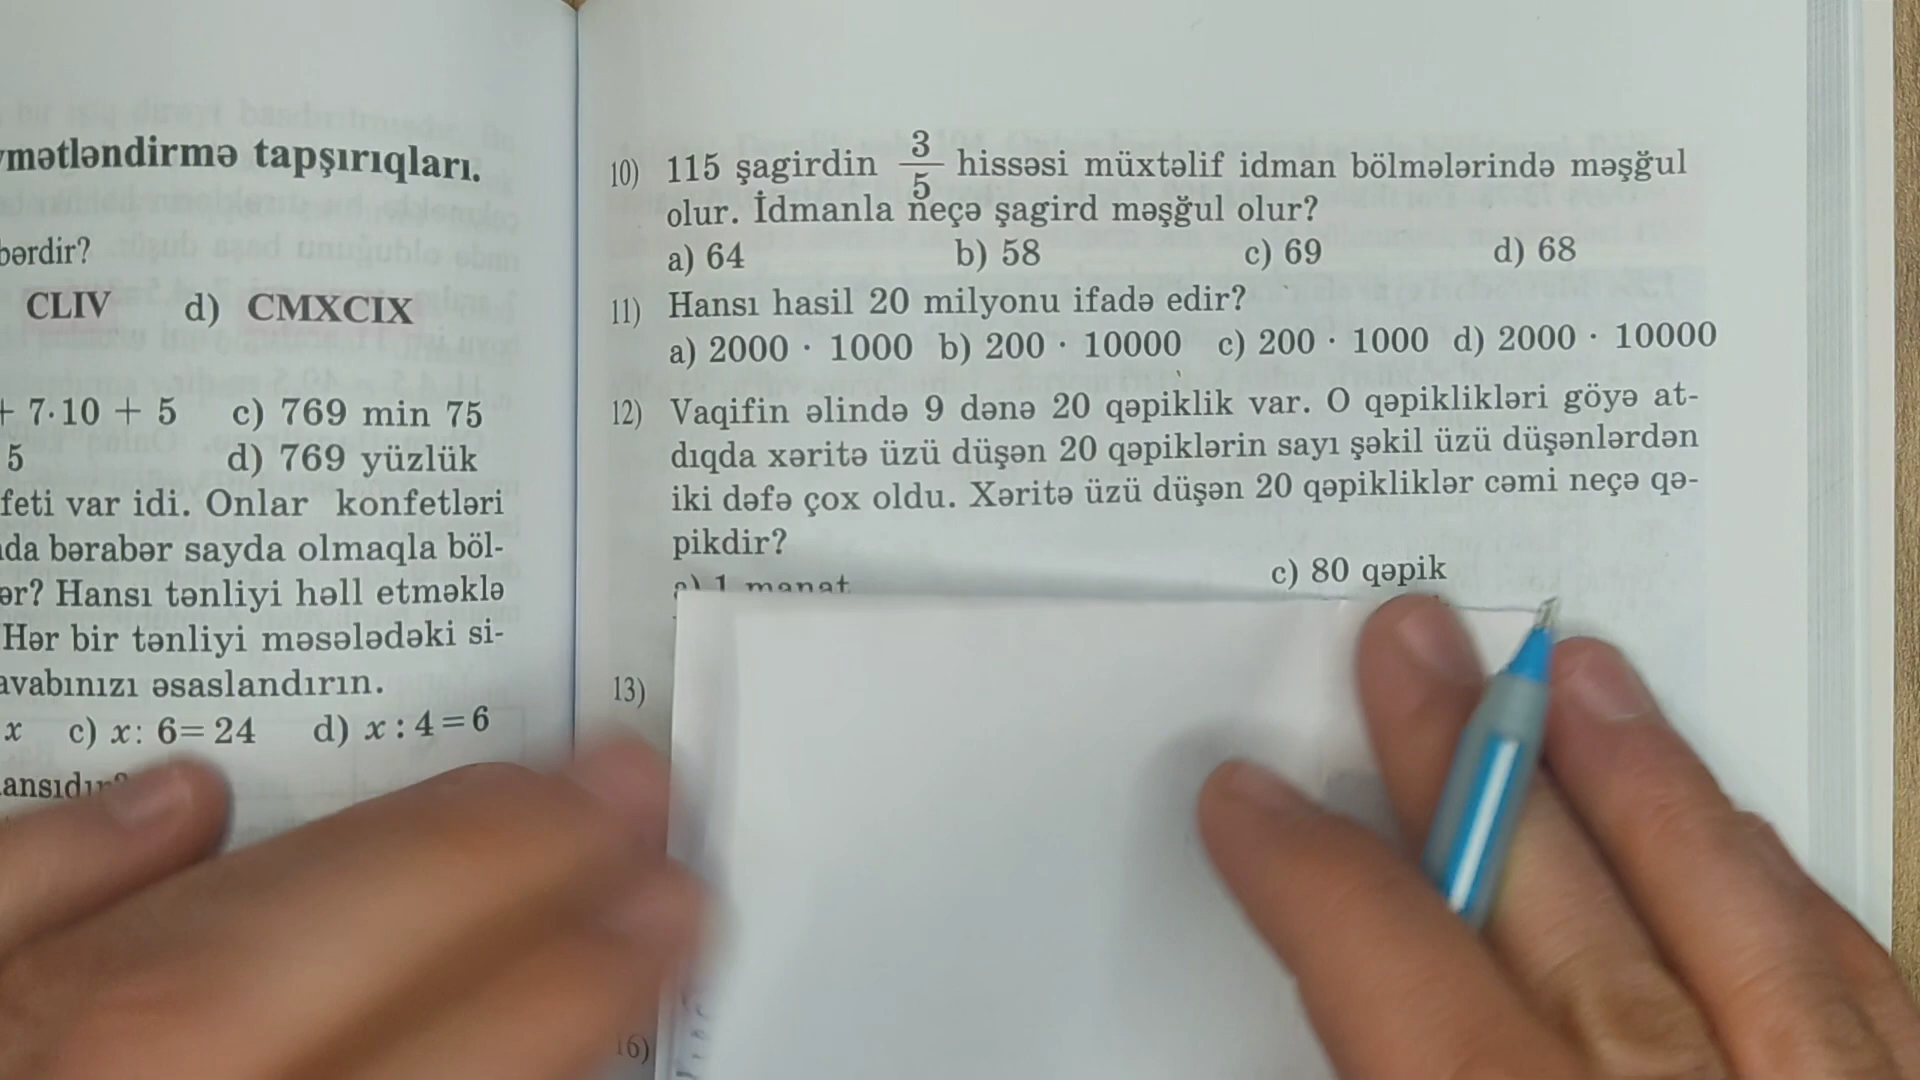 mətləndirmə tapşırıqları.
bərdir?
CLIV d) CMXCIX
+ 7·10 + 5 c) 769 min 75
5 d) 769 yüzlük
feti var idi. Onlar konfetləri
da bərabər sayda olmaqla böl-
ər? Hansı tənliyi həll etməklə
Hər bir tənliyi məsələdəki si-
avabınızı əsaslandırın.
x c) x: 6= 24 d) x : 4 = 6
ansıdır?
10) 115 şagirdin 3/5 hissəsi müxtəlif idman bölmələrində məşğul
olur. İdmanla neçə şagird məşğul olur?
a) 64 b) 58 c) 69 d) 68
11) Hansı hasil 20 milyonu ifadə edir?
a) 2000 · 1000 b) 200 · 10000 c) 200 · 1000 d) 2000 · 10000
12) Vaqifin əlində 9 dənə 20 qəpiklik var. O qəpiklikləri göyə at-
dıqda xəritə üzü düşən 20 qəpiklərin sayı şəkil üzü düşənlərdən
iki dəfə çox oldu. Xəritə üzü düşən 20 qəpikliklər cəmi neçə qə-
pikdir?
a) 1 manat c) 80 qəpik
13)
16)